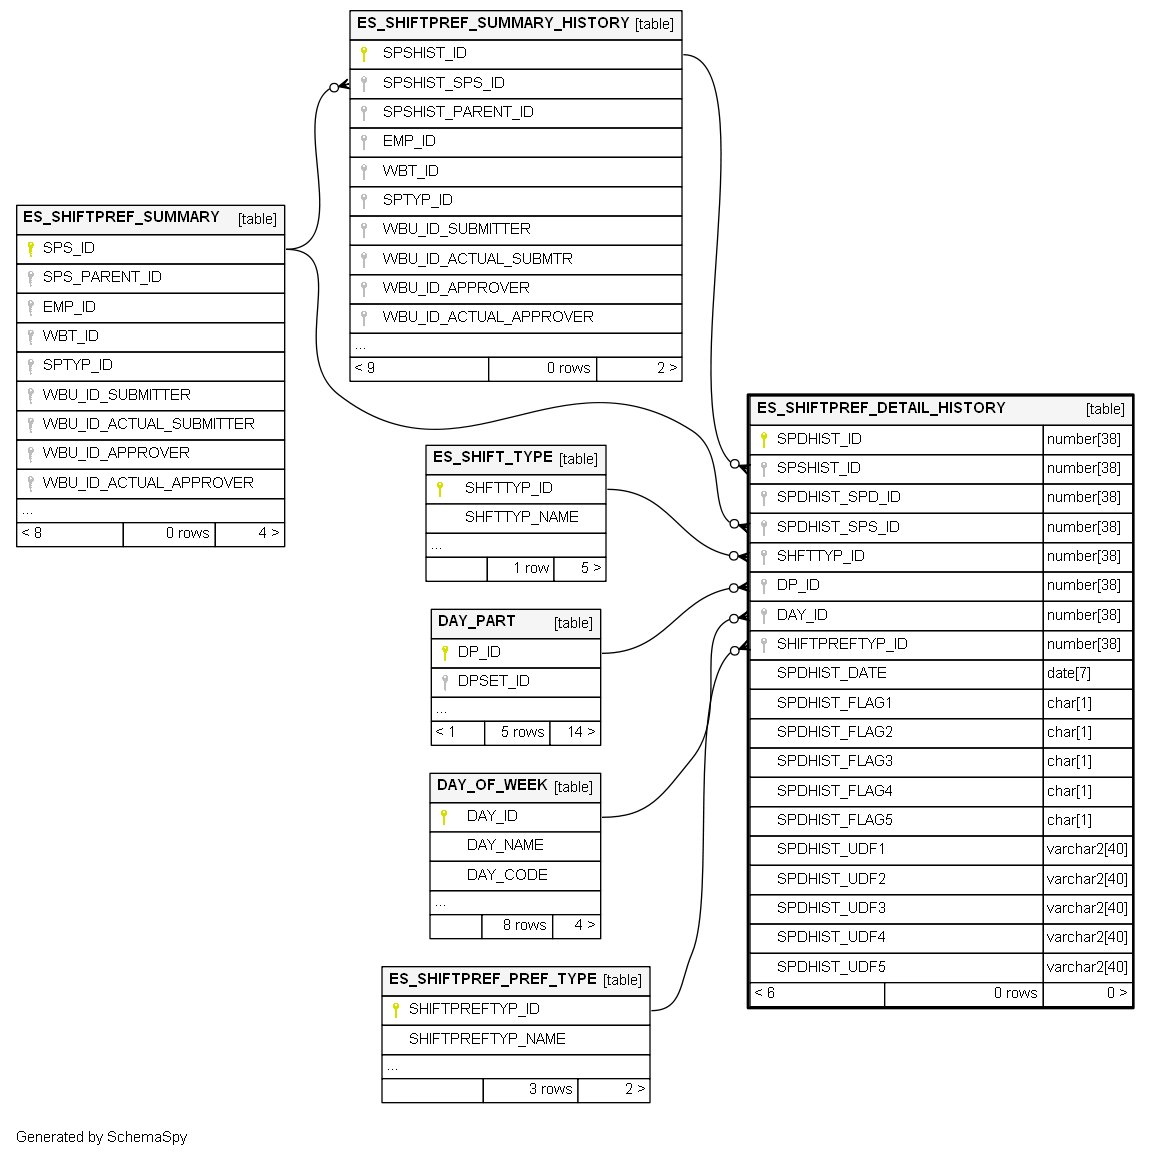 ES_SHIFTPREF_SUMMARY_HISTORY [table]
SPSHIST_ID
SPSHIST_SPS_ID
SPSHIST_PARENT_ID
EMP_ID
WBT_ID
SPTYP_ID
WBU_ID_SUBMITTER
WBU_ID_ACTUAL_SUBMTR
WBU_ID_APPROVER
WBU_ID_ACTUAL_APPROVER
...
< 9 0 rows 2 >
ES_SHIFTPREF_SUMMARY [table]
SPS_ID
SPS_PARENT_ID
EMP_ID
WBT_ID
SPTYP_ID
WBU_ID_SUBMITTER
WBU_ID_ACTUAL_SUBMITTER
WBU_ID_APPROVER
WBU_ID_ACTUAL_APPROVER
...
< 8 0 rows 4 >
ES_SHIFT_TYPE [table]
SHFTTYP_ID
SHFTTYP_NAME
...
1 row 5 >
DAY_PART [table]
DP_ID
DPSET_ID
...
< 1 5 rows 14 >
DAY_OF_WEEK [table]
DAY_ID
DAY_NAME
DAY_CODE
...
8 rows 4 >
ES_SHIFTPREF_PREF_TYPE [table]
SHIFTPREFTYP_ID
SHIFTPREFTYP_NAME
...
3 rows 2 >
ES_SHIFTPREF_DETAIL_HISTORY [table]
SPDHIST_ID number[38]
SPSHIST_ID number[38]
SPDHIST_SPD_ID number[38]
SPDHIST_SPS_ID number[38]
SHFTTYP_ID number[38]
DP_ID number[38]
DAY_ID number[38]
SHIFTPREFTYP_ID number[38]
SPDHIST_DATE date[7]
SPDHIST_FLAG1 char[1]
SPDHIST_FLAG2 char[1]
SPDHIST_FLAG3 char[1]
SPDHIST_FLAG4 char[1]
SPDHIST_FLAG5 char[1]
SPDHIST_UDF1 varchar2[40]
SPDHIST_UDF2 varchar2[40]
SPDHIST_UDF3 varchar2[40]
SPDHIST_UDF4 varchar2[40]
SPDHIST_UDF5 varchar2[40]
< 6 0 rows 0 >
Generated by SchemaSpy